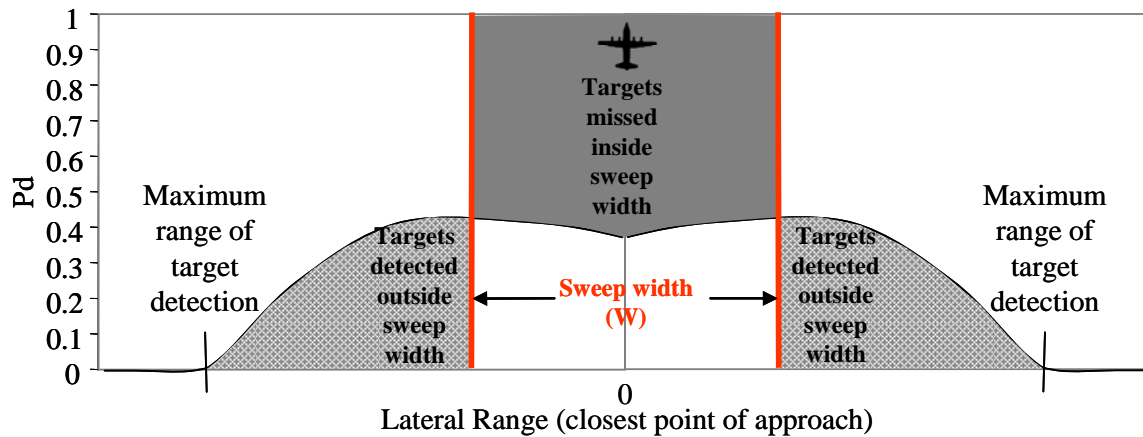 1
0.9
0.8
0.7
0.6
0.5
0.4
0.3
0.2
0.1
0
Pd
Maximum
range of
target
detection
Targets
detected
outside
sweep
width
Targets
missed
inside
sweep
width
Sweep width
(W)
Targets
detected
outside
sweep
width
Maximum
range of
target
detection
0
Lateral Range (closest point of approach)